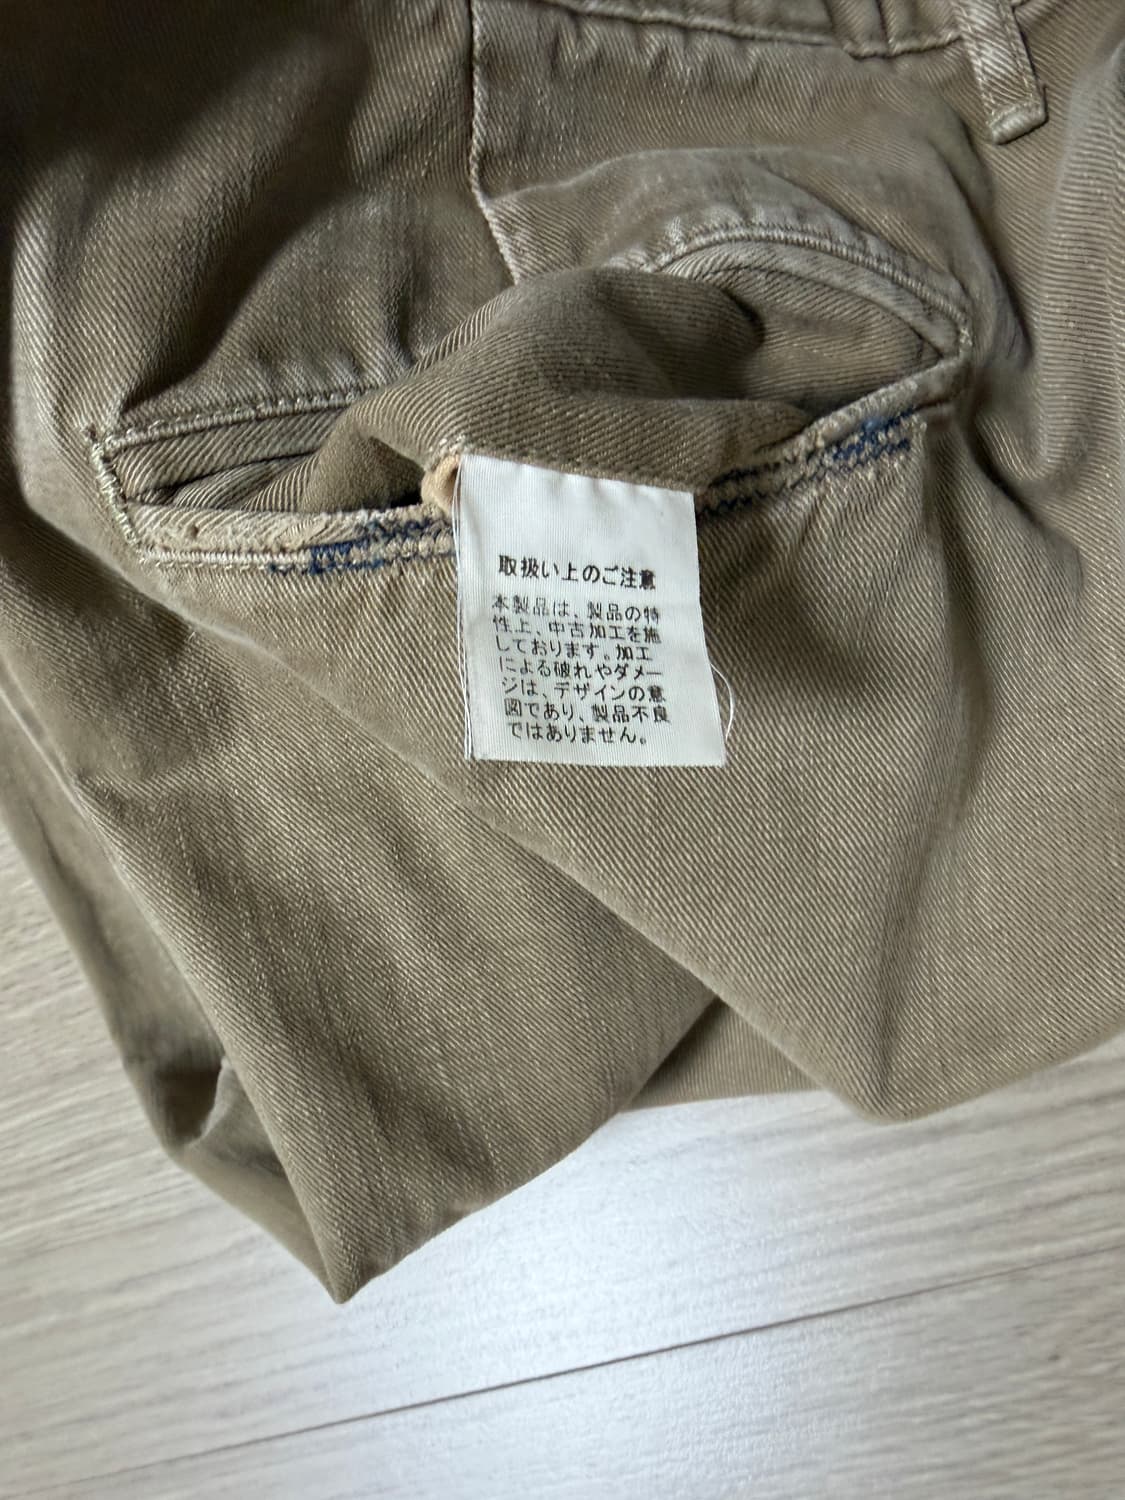 取扱い上のご注意
本製品は、製品の特
性上、中古加工を施
しております。加工
による破れやダメー
ジは、デザインの意
図であり、製品不良
ではありません。